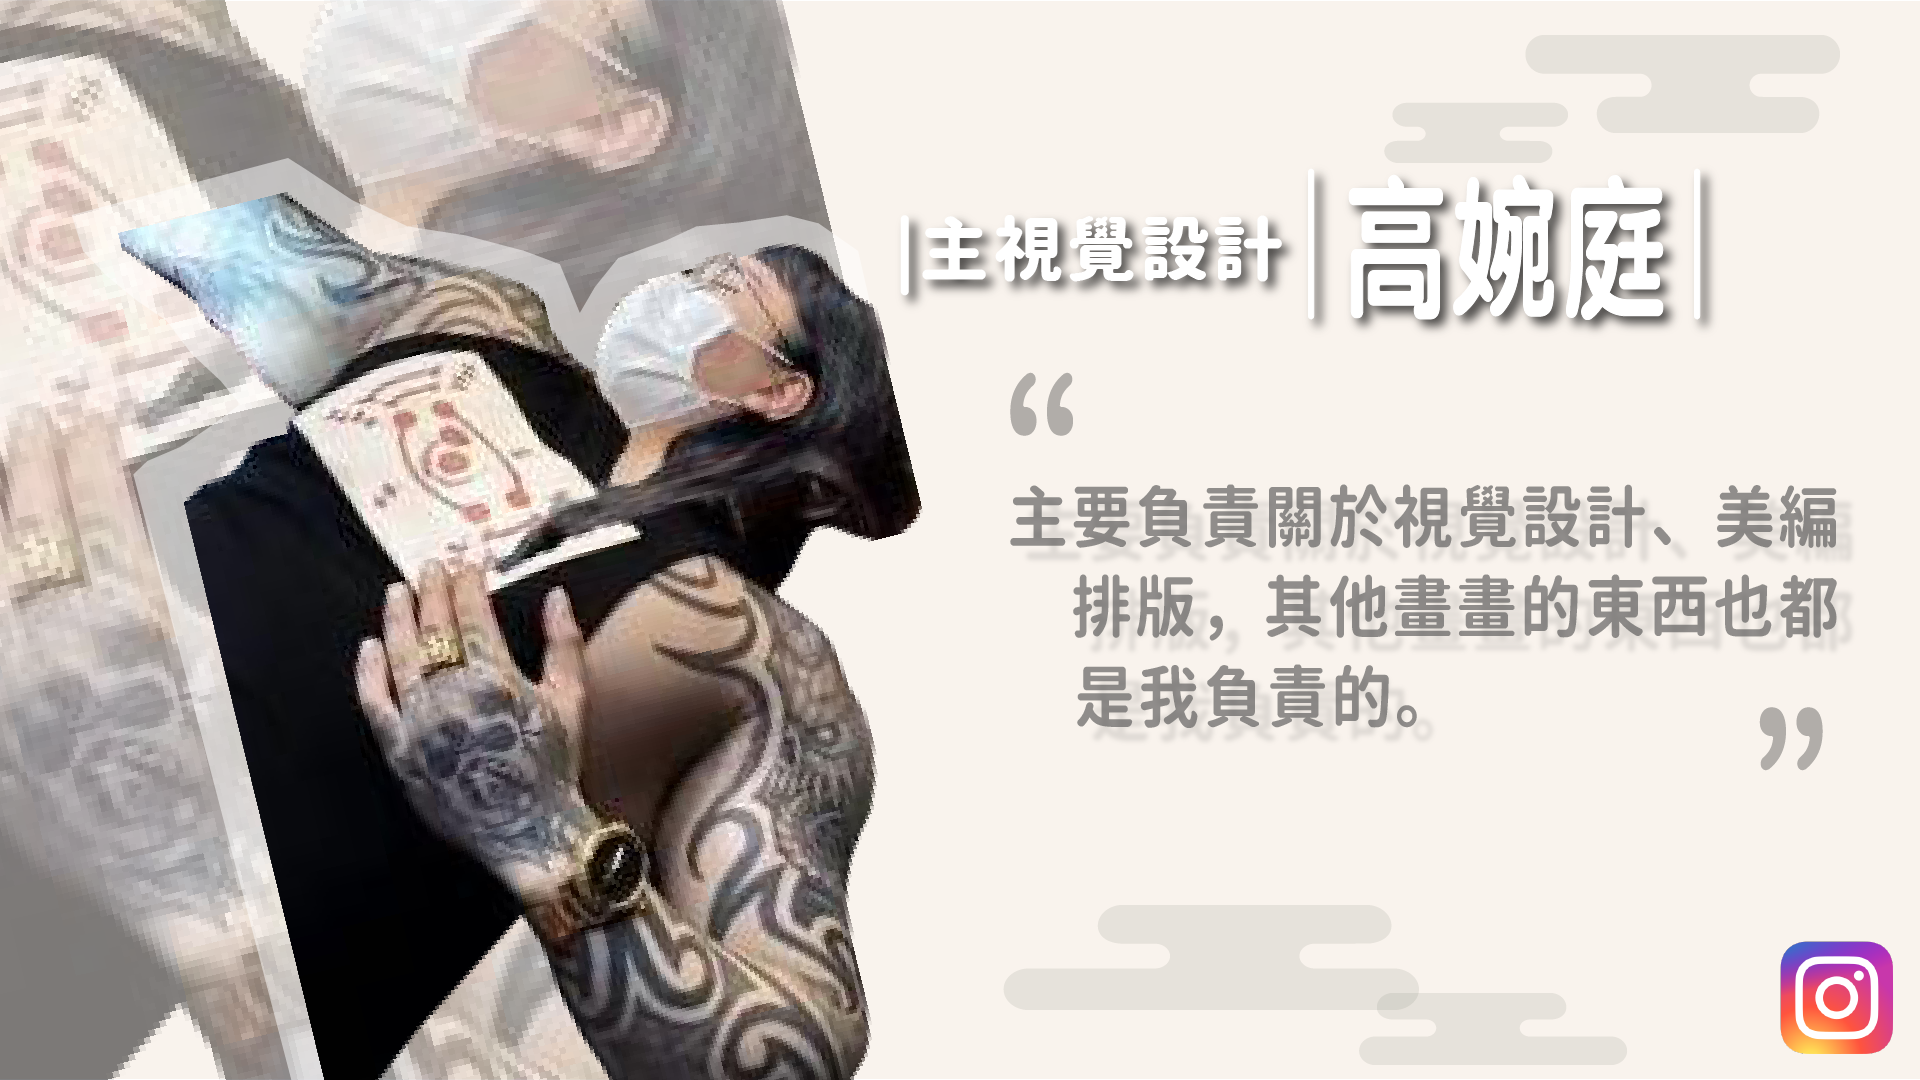 |主視覺設計|高婉庭|
“
主要負責關於視覺設計、美編
排版，其他畫畫的東西也都
是我負責的。
”